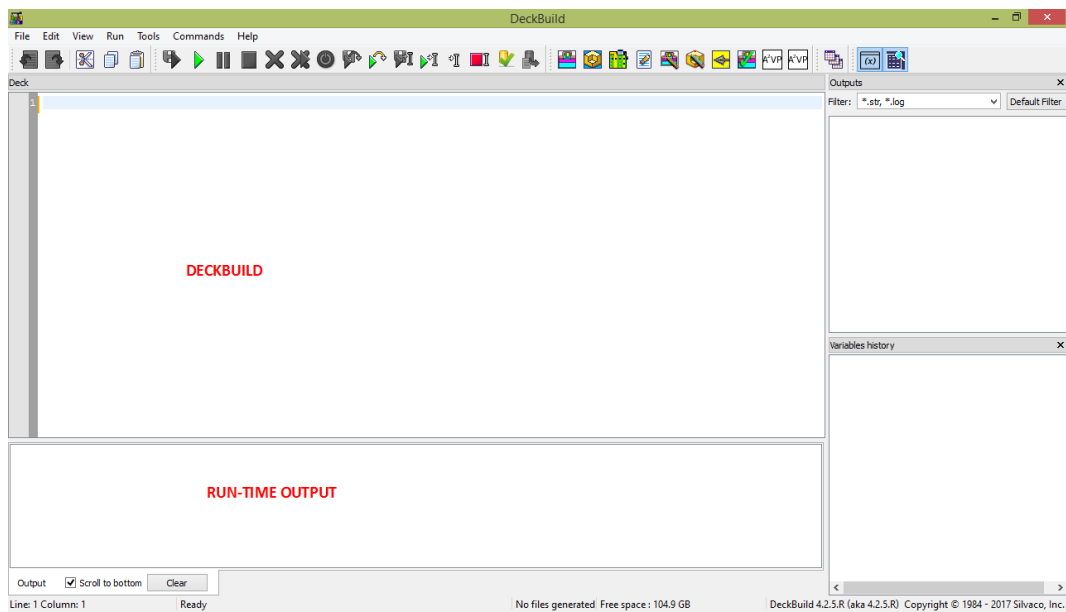 DeckBuild
File Edit View Run Tools Commands Help
Deck
Outputs
1
Filter: *.str, *.log Default Filter
DECKBUILD
Variables history
RUN-TIME OUTPUT
Output Scroll to bottom Clear
Line: 1 Column: 1 Ready No files generated Free space : 104.9 GB DeckBuild 4.2.5.R (aka 4.2.5.R) Copyright © 1984 - 2017 Silvaco, Inc.